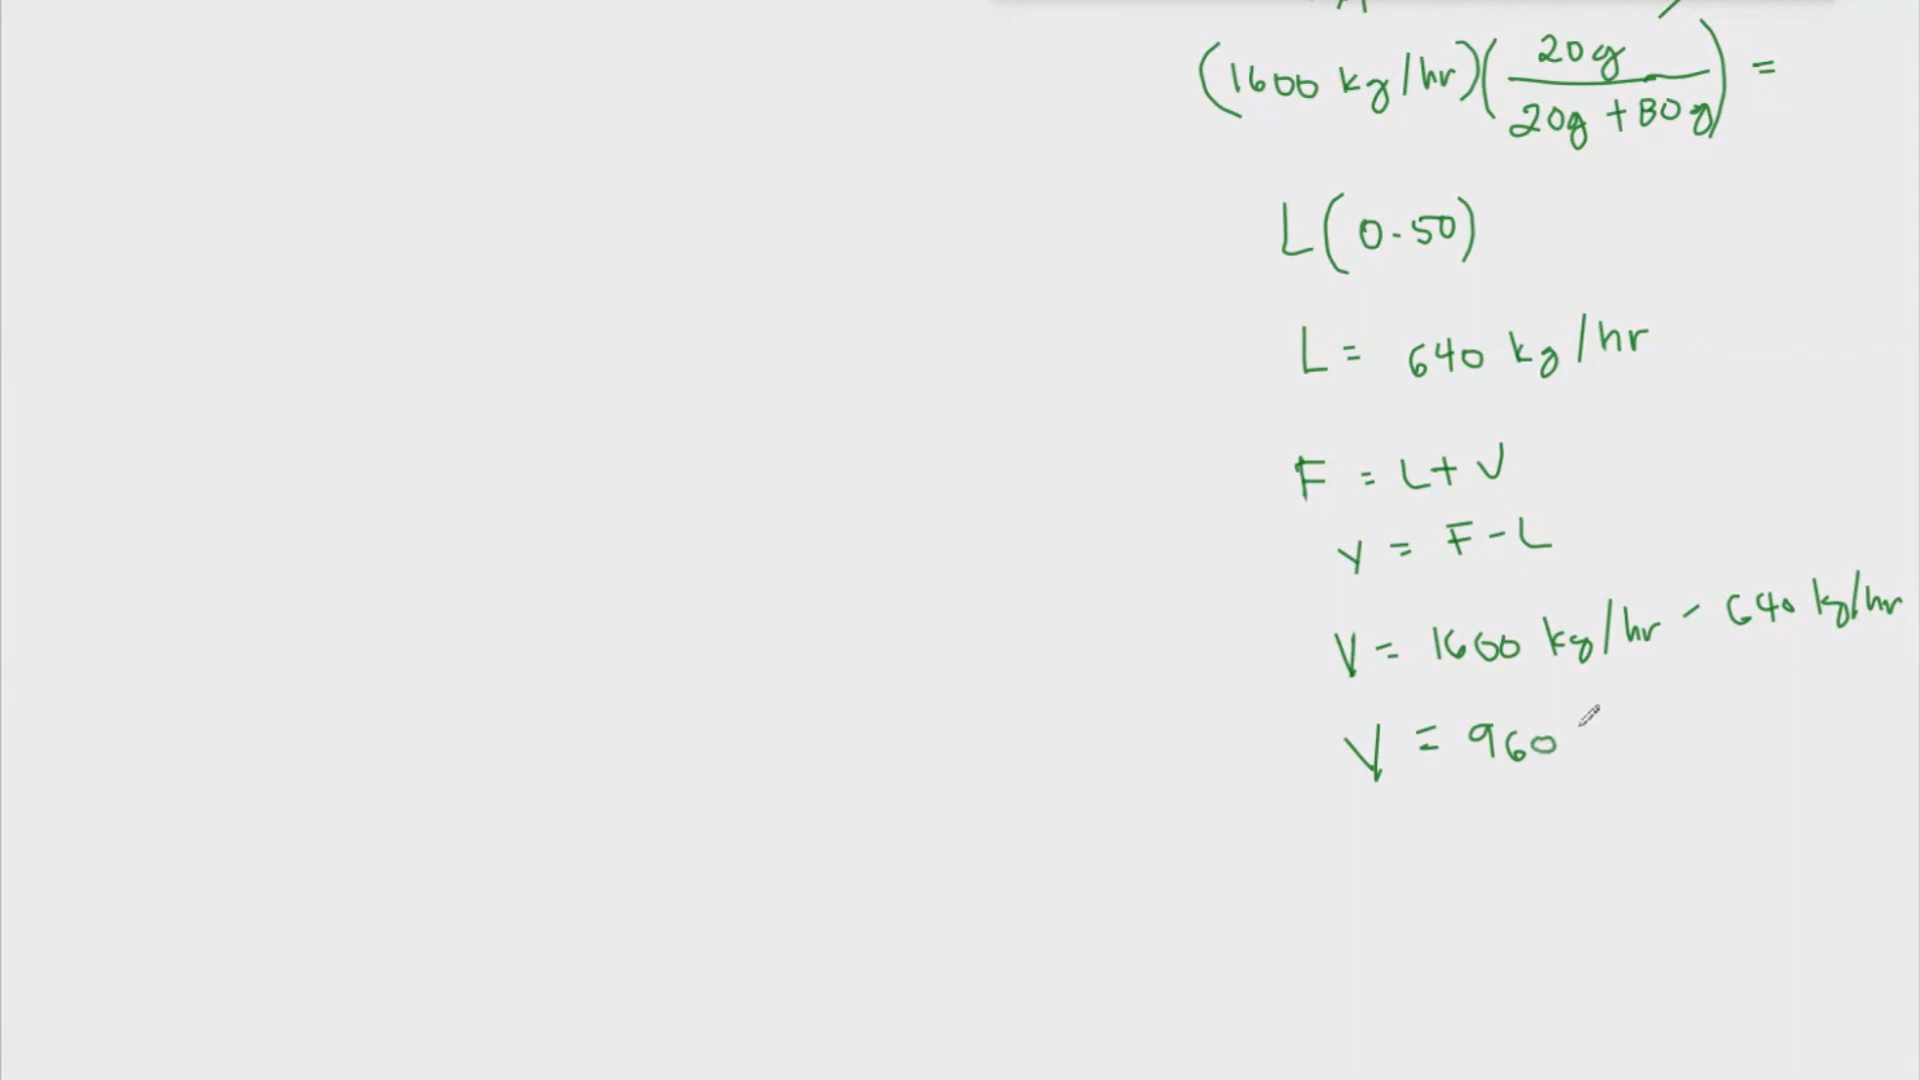 (1600 kg/hr)(20g / 20g + 80g) =
L(0.50)
L = 640 kg/hr
F = L + V
V = F - L
V = 1600 kg/hr - 640 kg/hr
V = 960